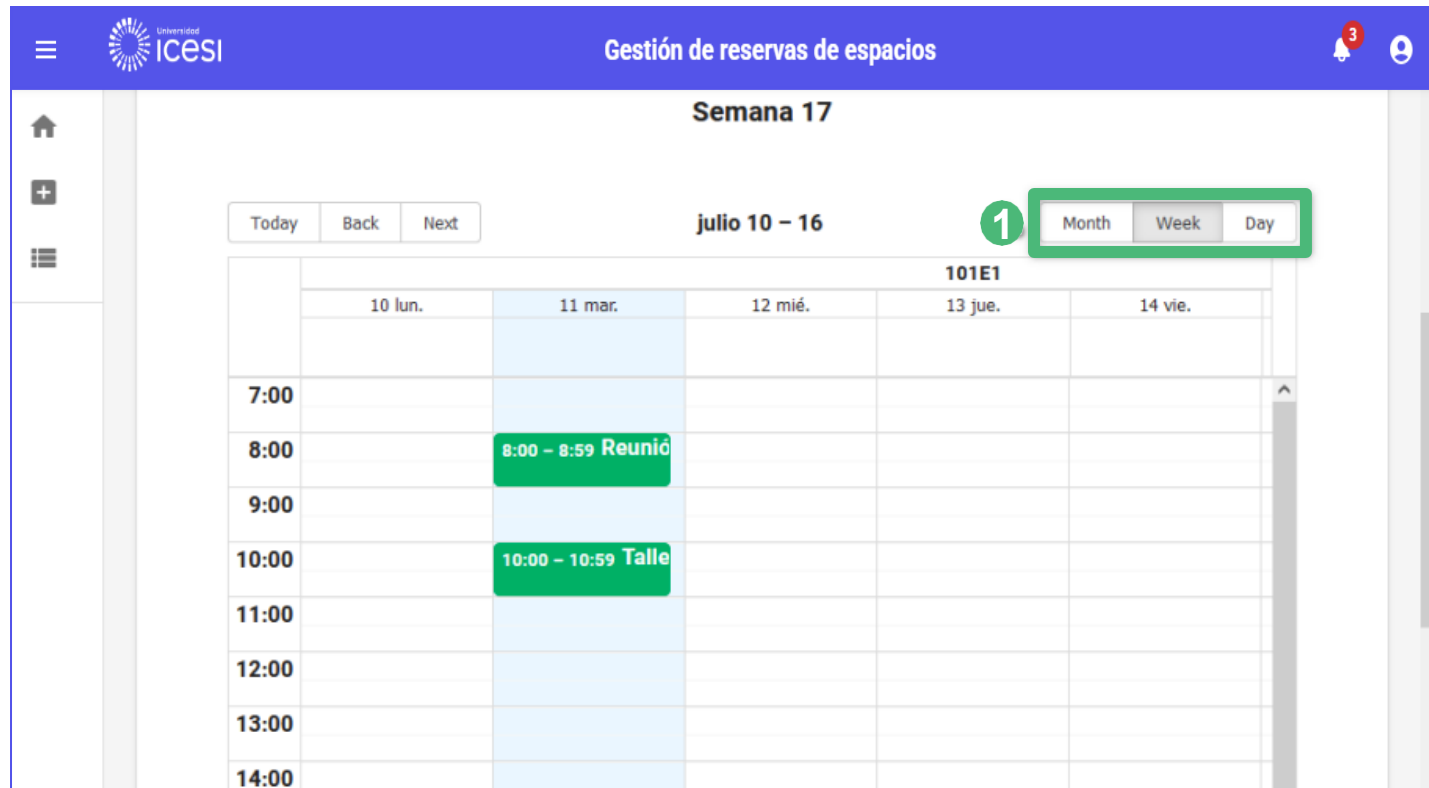 Universidad
icesi
Gestión de reservas de espacios
3
Semana 17
Today Back Next
julio 10 – 16
1
Month Week Day
101E1
10 lun. 11 mar. 12 mié. 13 jue. 14 vie.
7:00
8:00
8:00 – 8:59 Reunió
9:00
10:00
10:00 – 10:59 Talle
11:00
12:00
13:00
14:00